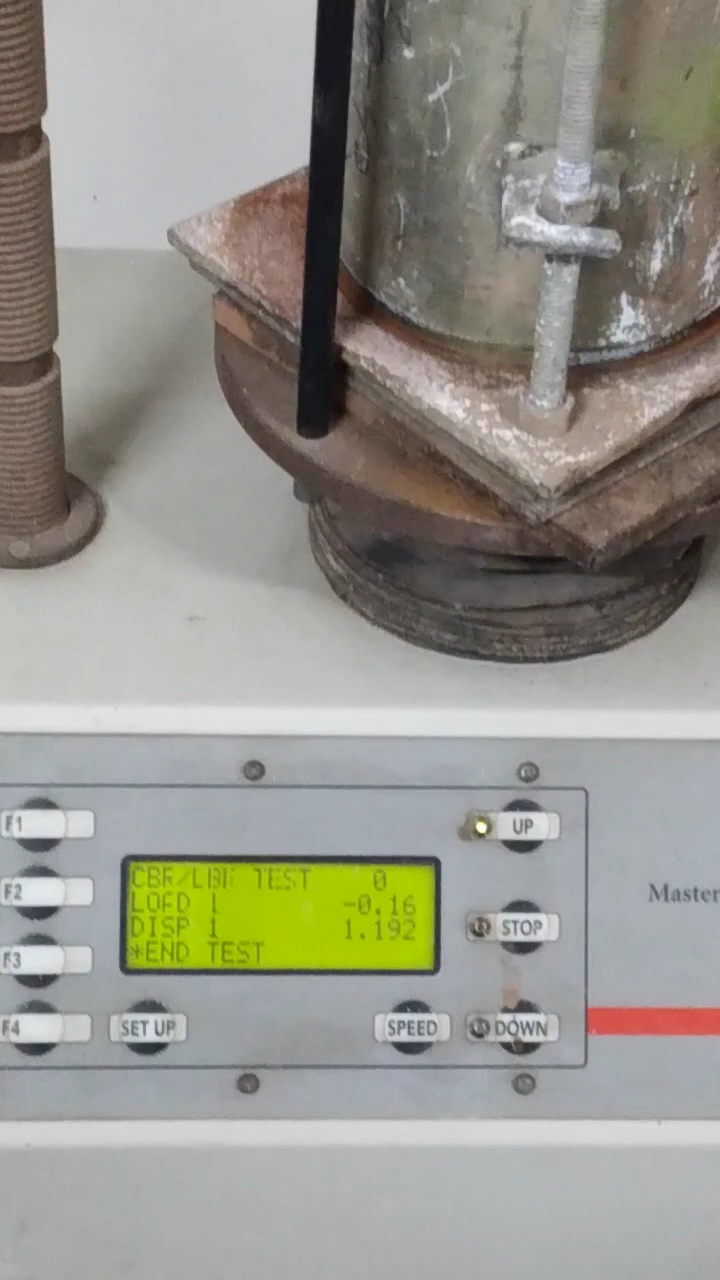 F1
UP
CBR/LBR TEST 0
LOAD 1 -0.16
F2
Master
DISP 1 1.192
STOP
*END TEST
F3
F4
SET UP
SPEED
DOWN